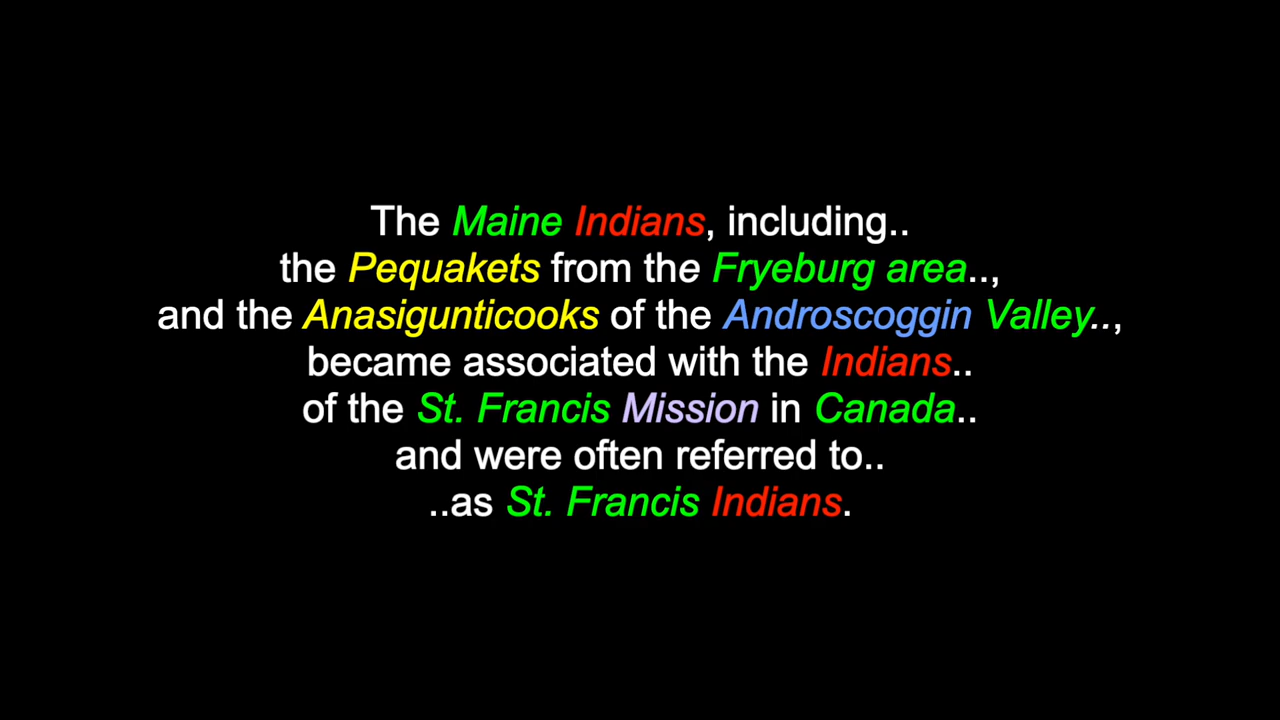 The Maine Indians, including..
the Pequakets from the Fryeburg area..,
and the Anasigunticooks of the Androscoggin Valley..,
became associated with the Indians..
of the St. Francis Mission in Canada..
and were often referred to..
..as St. Francis Indians.